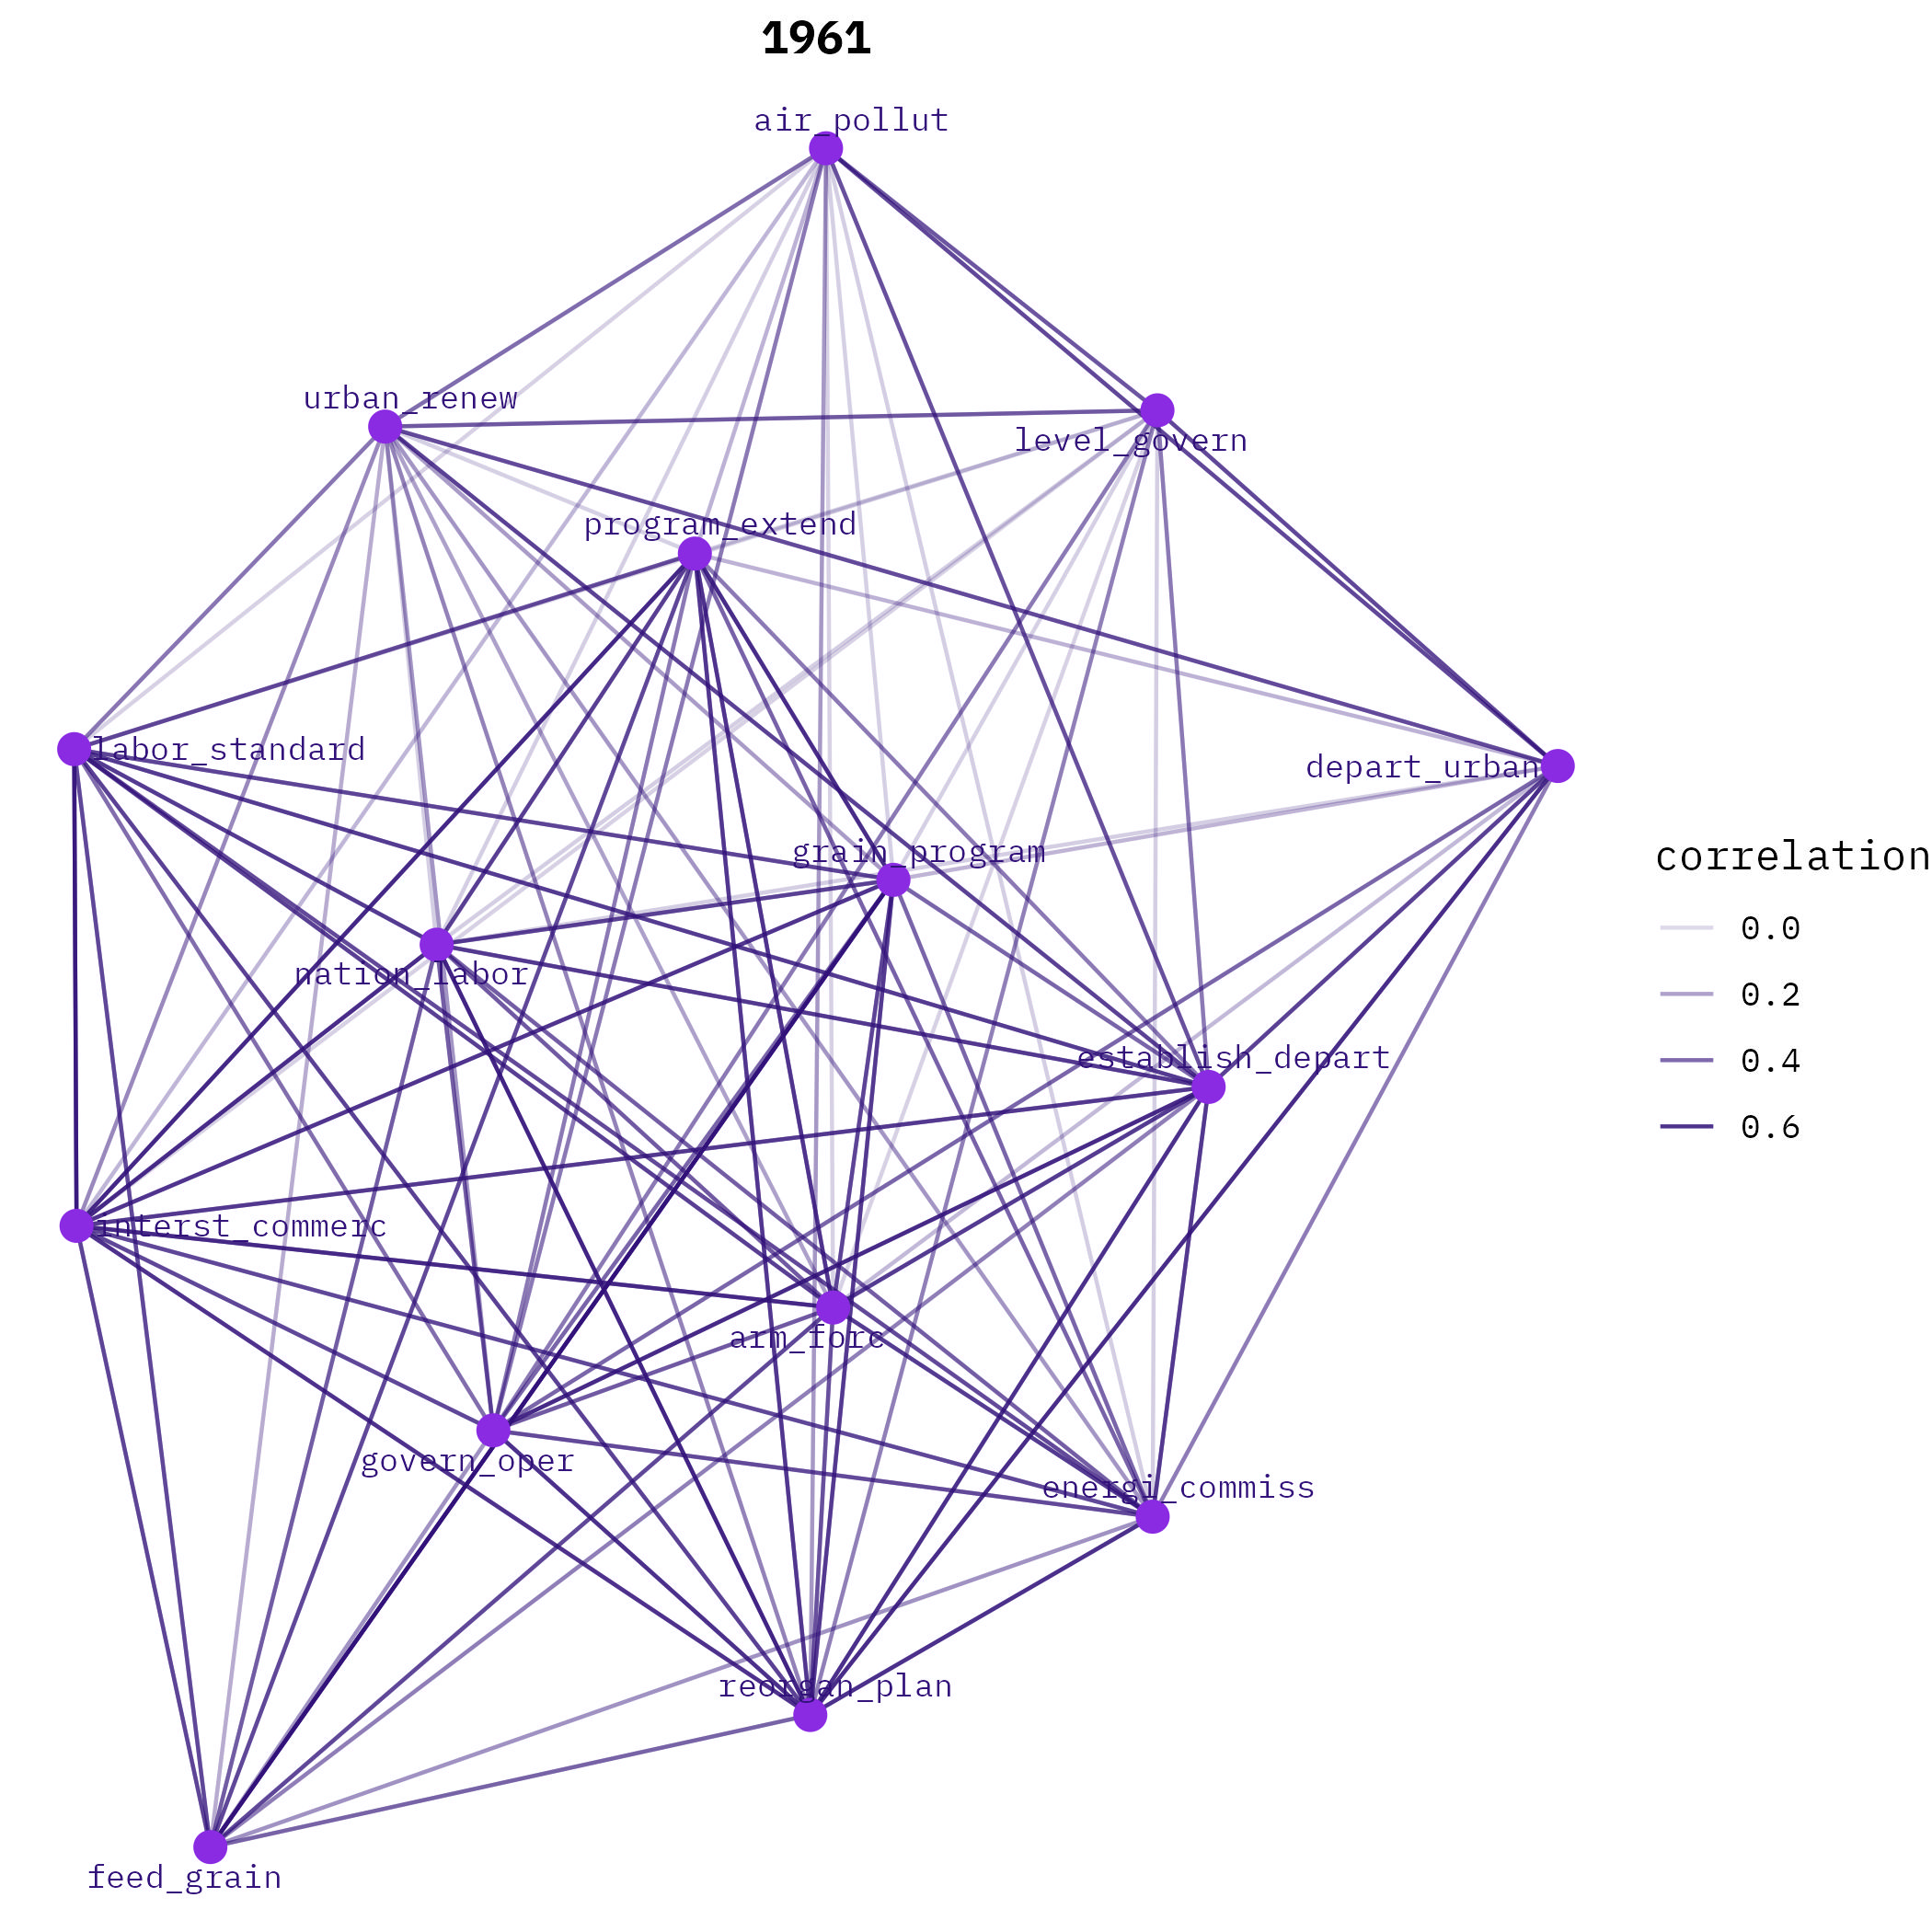 1961
air_pollut
urban_renew
level_govern
program_extend
labor_standard
depart_urban
grain_program
correlation
0.0
nation_labor
0.2
establish_depart
0.4
0.6
interst_commerc
arm_forc
govern_oper
energi_commiss
reorgan_plan
feed_grain